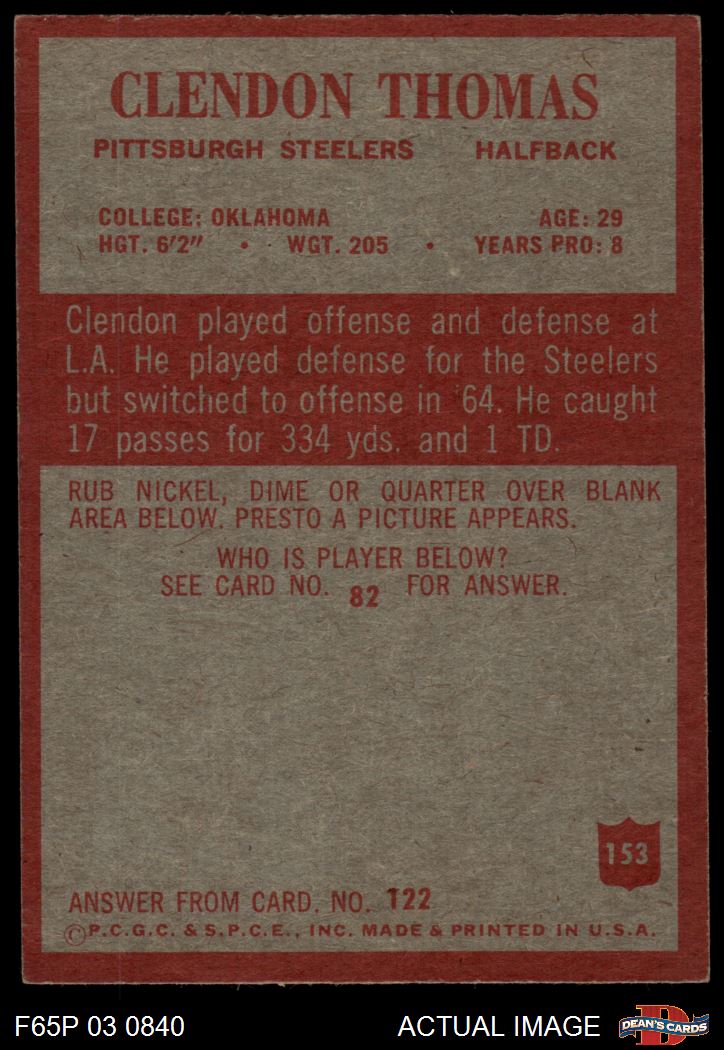 CLENDON THOMAS
PITTSBURGH STEELERS HALFBACK
COLLEGE: OKLAHOMA AGE: 29
HGT. 6'2" • WGT. 205 • YEARS PRO: 8
Clendon played offense and defense at
L.A. He played defense for the Steelers
but switched to offense in '64. He caught
17 passes for 334 yds. and 1 TD.
RUB NICKEL, DIME OR QUARTER OVER BLANK
AREA BELOW. PRESTO A PICTURE APPEARS.
WHO IS PLAYER BELOW?
SEE CARD NO. 82 FOR ANSWER.
153
ANSWER FROM CARD. NO. 122
©P.C.G.C. & S.P.C.E., INC. MADE & PRINTED IN U.S.A.
F65P 03 0840 ACTUAL IMAGE D DEAN'S CARDS